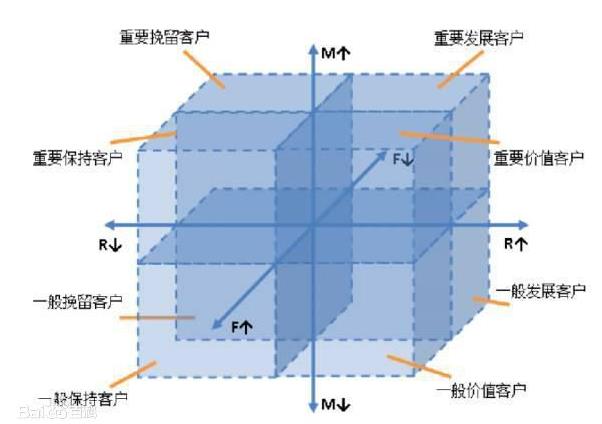 重要挽留客户
重要发展客户
M↑
重要保持客户
重要价值客户
F↓
R↓
R↑
一般挽留客户
一般发展客户
F↑
一般保持客户
一般价值客户
M↓
Bai百科